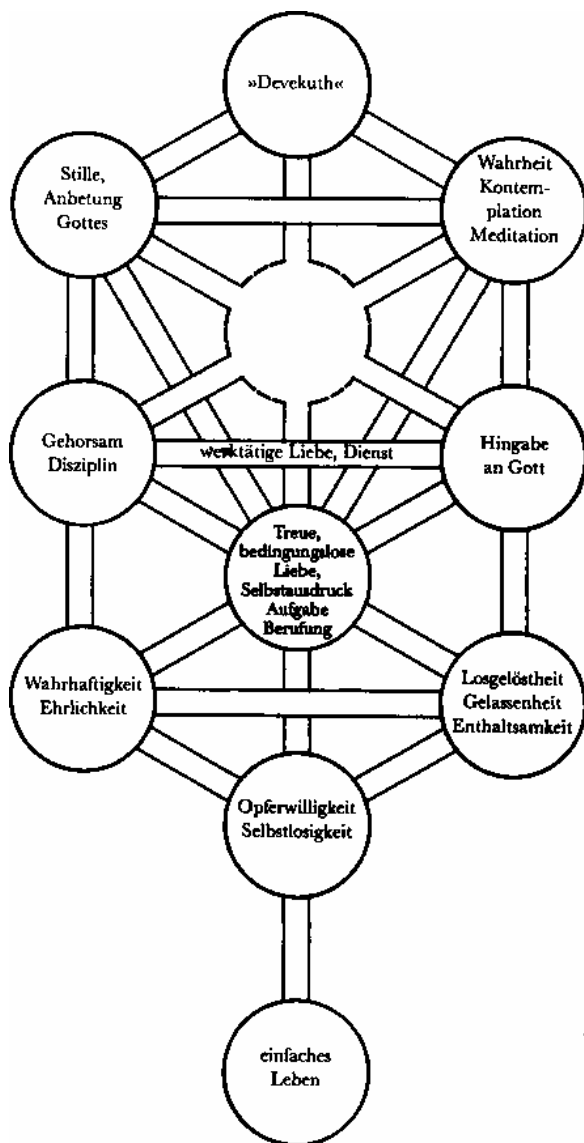 »Devekuth«
Stille,
Anbetung
Gottes
Wahrheit
Kontem-
plation
Meditation
Gehorsam
Disziplin
werktätige Liebe, Dienst
Hingabe
an Gott
Treue,
bedingungslose
Liebe,
Selbstausdruck
Aufgabe
Berufung
Wahrhaftigkeit
Ehrlichkeit
Losgelöstheit
Gelassenheit
Enthaltsamkeit
Opferwilligkeit
Selbstlosigkeit
einfaches
Leben